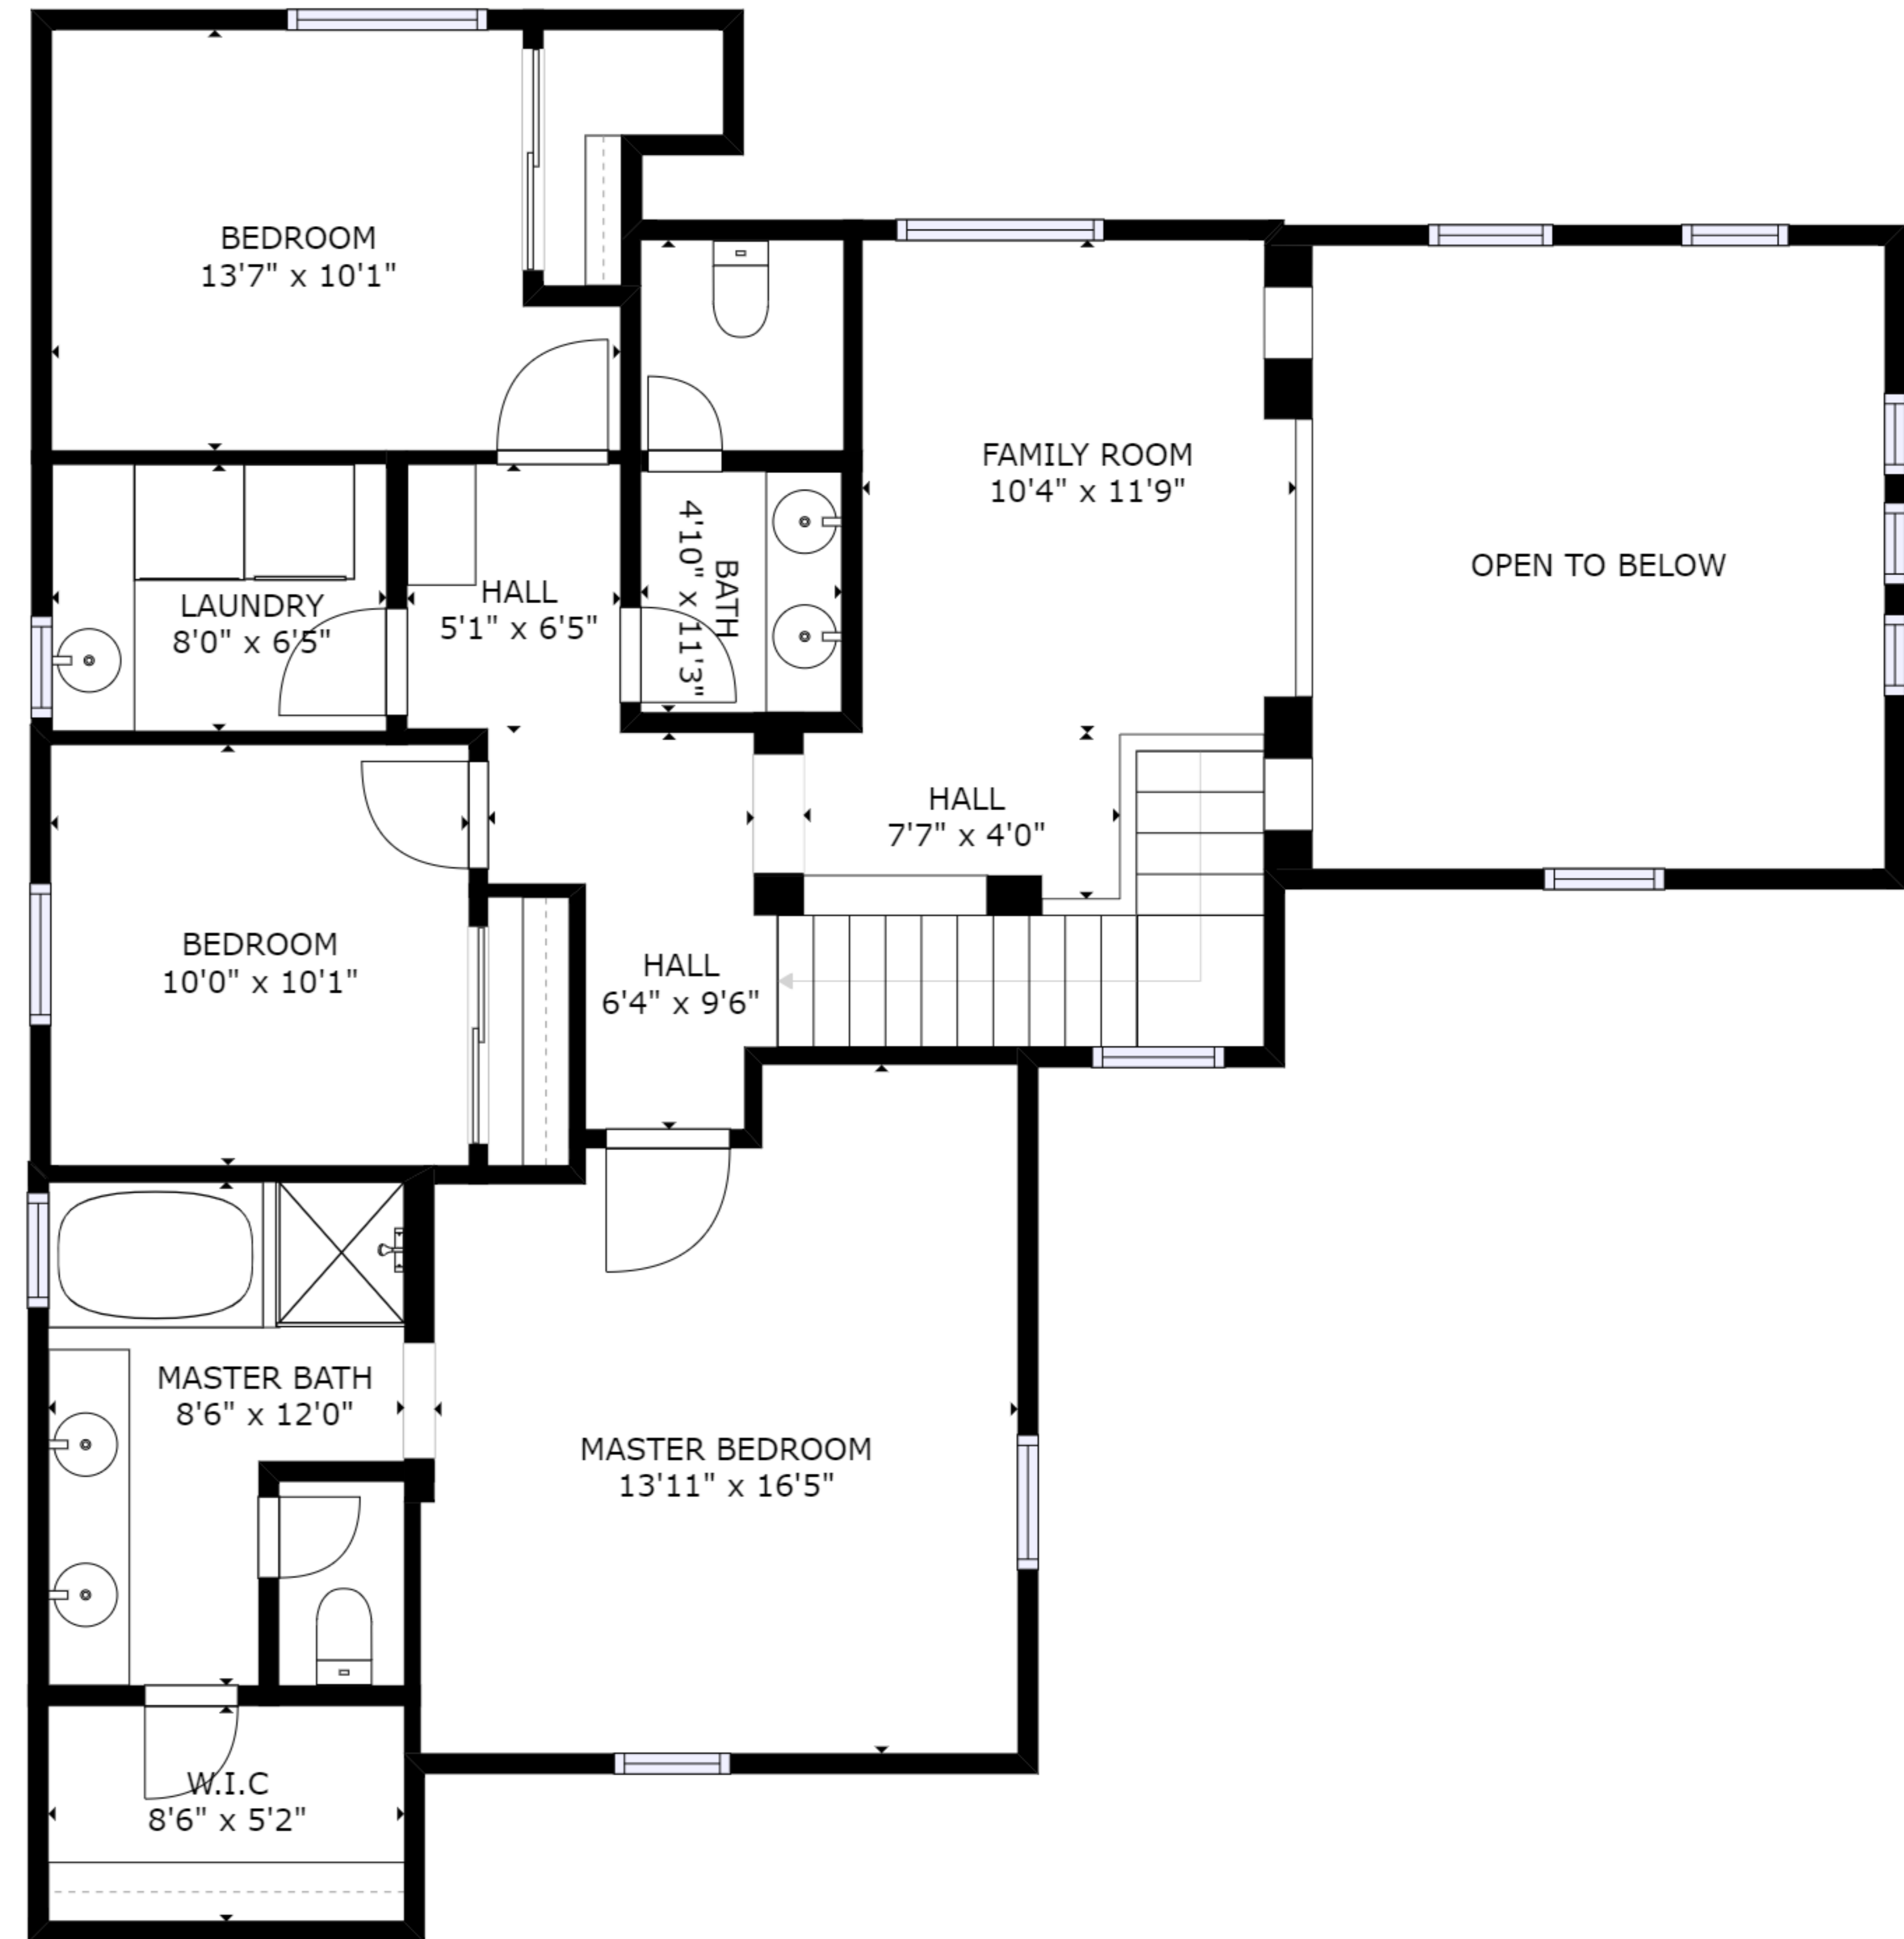 BEDROOM
13'7" x 10'1"
FAMILY ROOM
10'4" x 11'9"
OPEN TO BELOW
LAUNDRY
8'0" x 6'5"
HALL
5'1" x 6'5"
BATH
4'10" x 11'3"
HALL
7'7" x 4'0"
BEDROOM
10'0" x 10'1"
HALL
6'4" x 9'6"
MASTER BATH
8'6" x 12'0"
MASTER BEDROOM
13'11" x 16'5"
W.I.C
8'6" x 5'2"